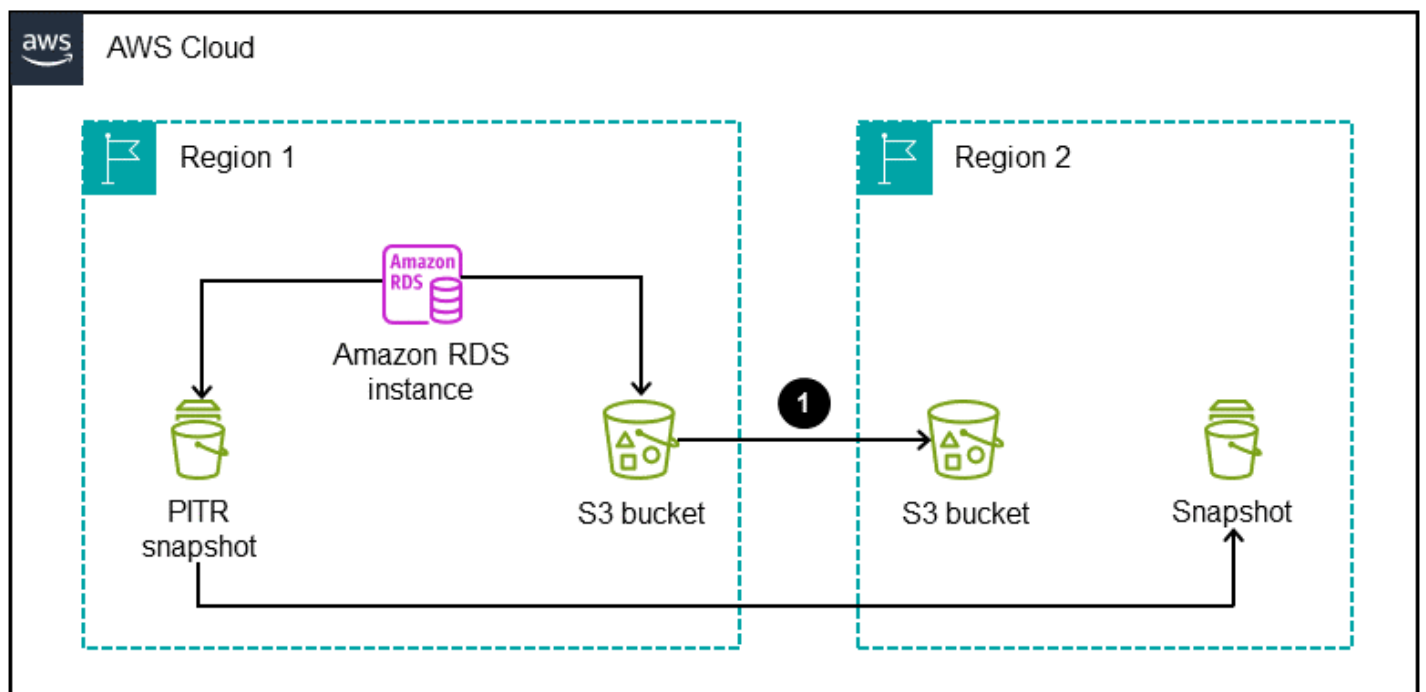 aws
AWS Cloud
Region 1
Region 2
Amazon
RDS
Amazon RDS
instance
1
PITR
snapshot
S3 bucket
S3 bucket
Snapshot